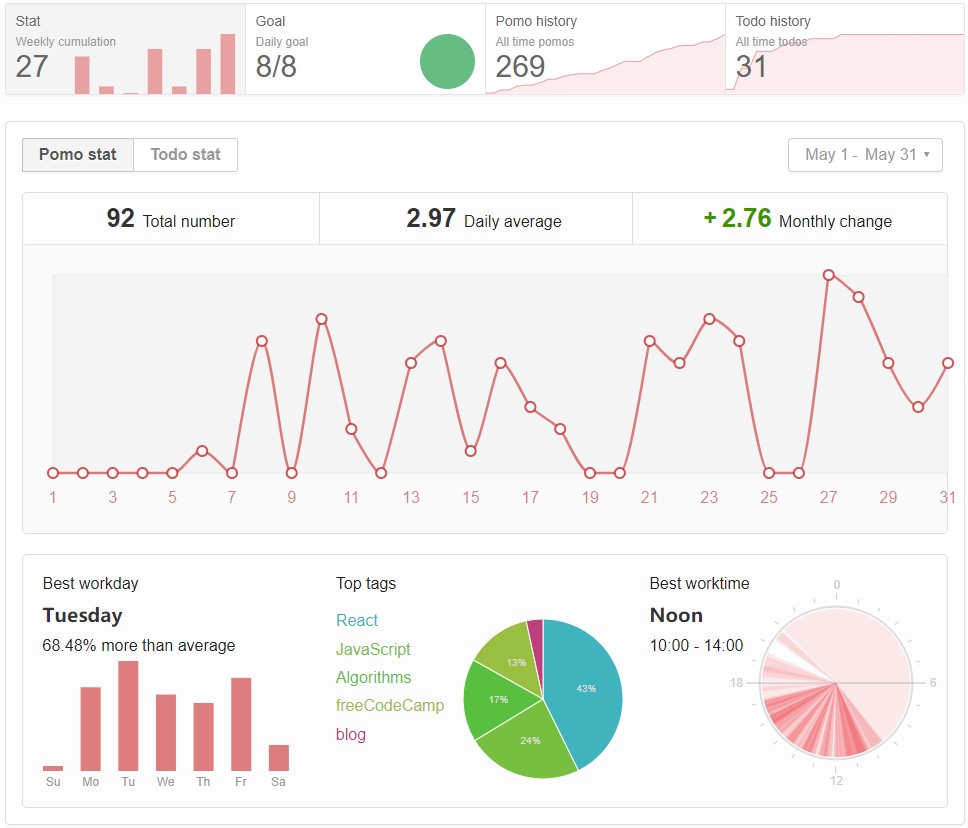 Stat
Weekly cumulation
27
Goal
Daily goal
8/8
Pomo history
All time pomos
269
Todo history
All time todos
31
Pomo stat Todo stat
May 1 - May 31 ▾
92 Total number
2.97 Daily average
+ 2.76 Monthly change
1 3 5 7 9 11 13 15 17 19 21 23 25 27 29 31
Best workday
Tuesday
68.48% more than average
Su Mo Tu We Th Fr Sa
Top tags
React
JavaScript
Algorithms
freeCodeCamp
blog
13%
43%
17%
24%
Best worktime
Noon
10:00 - 14:00
0
18
6
12